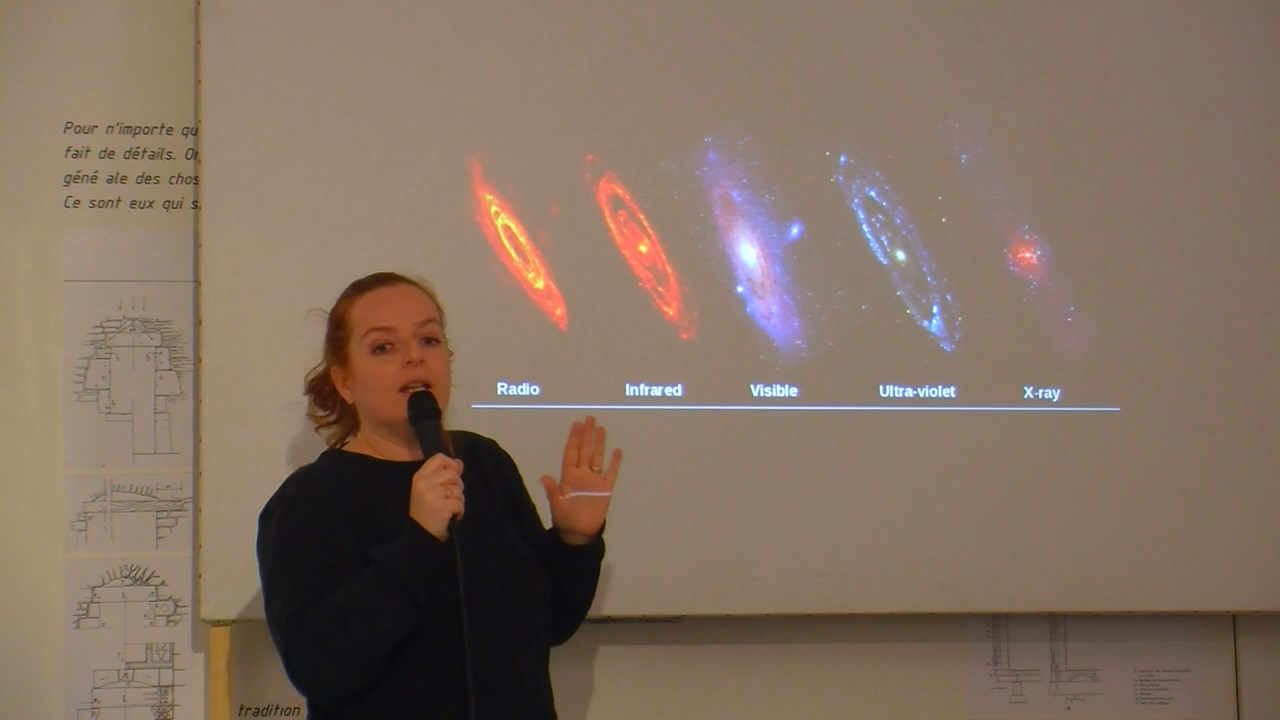 Pour n'importe qu
fait de détails. O
géné ale des chos
Ce sont eux qui s
Radio Infrared Visible Ultra-violet X-ray
tradition